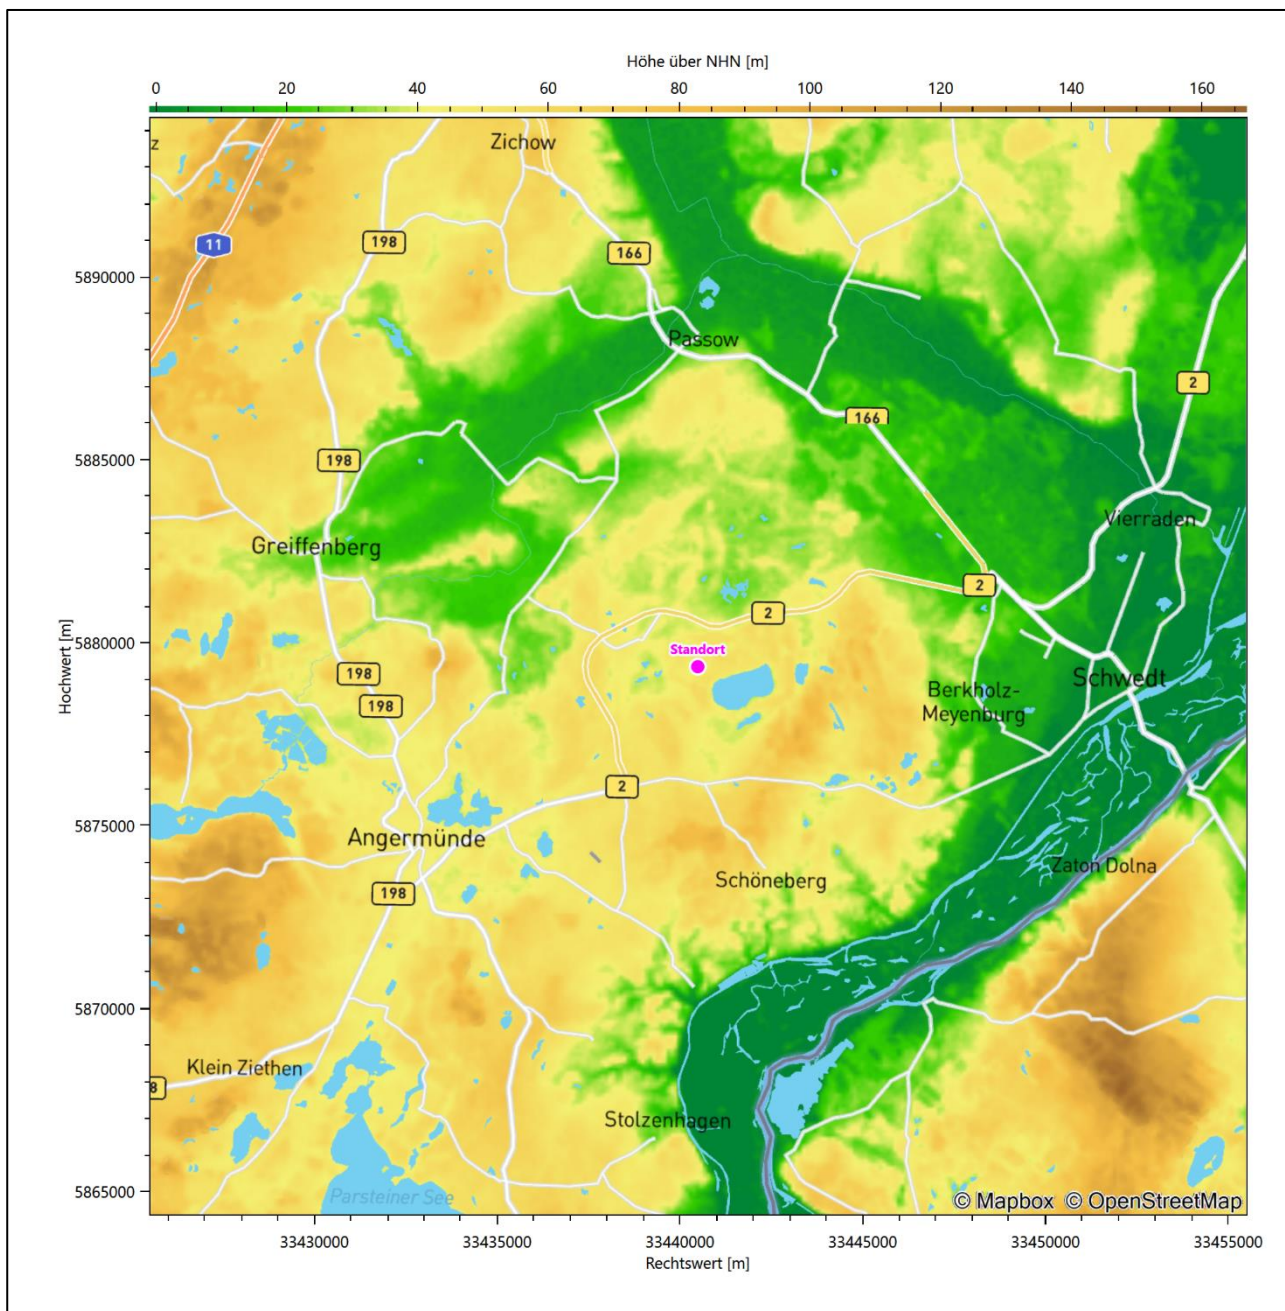 Höhe über NHN [m]
0 20 40 60 80 100 120 140 160
z
Zichow
11
198
166
5890000
Passow
2
166
5885000
198
Vierraden
Greiffenberg
2
2
5880000
Standort
198
Schwedt
Berkholz-
Meyenburg
198
Hochwert [m]
2
5875000
Angermünde
Zaton Dolna
Schöneberg
198
5870000
Klein Ziethen
8
Stolzenhagen
5865000
Parsteiner See
© Mapbox © OpenStreetMap
33430000 33435000 33440000 33445000 33450000 33455000
Rechtswert [m]